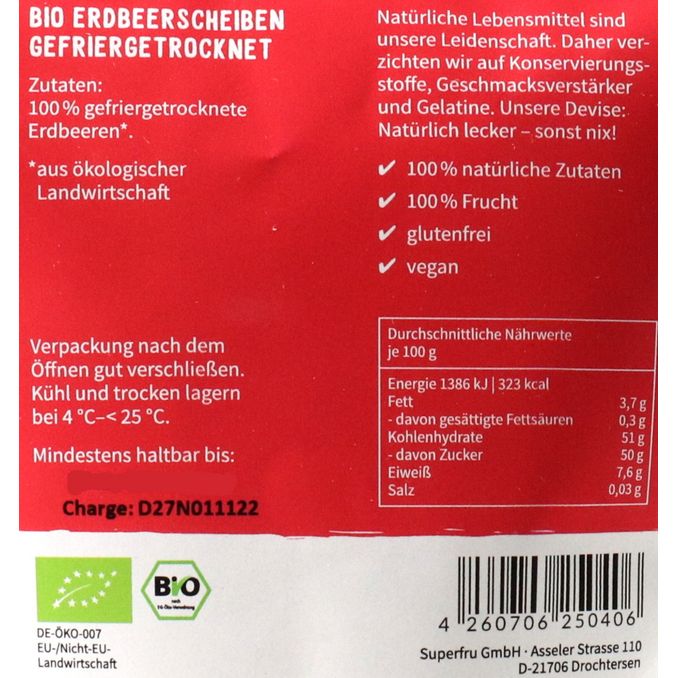 BIO ERDBEERSCHEIBEN
GEFRIERGETROCKNET
Zutaten:
100 % gefriergetrocknete
Erdbeeren*.
*aus ökologischer
Landwirtschaft
Verpackung nach dem
Öffnen gut verschließen.
Kühl und trocken lagern
bei 4 °C–< 25 °C.
Mindestens haltbar bis:
Charge: D27N011122
Natürliche Lebensmittel sind
unsere Leidenschaft. Daher ver-
zichten wir auf Konservierungs-
stoffe, Geschmacksverstärker
und Gelatine. Unsere Devise:
Natürlich lecker – sonst nix!
✔ 100 % natürliche Zutaten
✔ 100 % Frucht
✔ glutenfrei
✔ vegan
Durchschnittliche Nährwerte
je 100 g
Energie 1386 kJ | 323 kcal
Fett 3,7 g
- davon gesättigte Fettsäuren 0,3 g
Kohlenhydrate 51 g
- davon Zucker 50 g
Eiweiß 7,6 g
Salz 0,03 g
Bio
nach
EG-Öko-Verordnung
DE-ÖKO-007
EU-/Nicht-EU-
Landwirtschaft
4 260706 250406
Superfru GmbH · Asseler Strasse 110
D-21706 Drochtersen